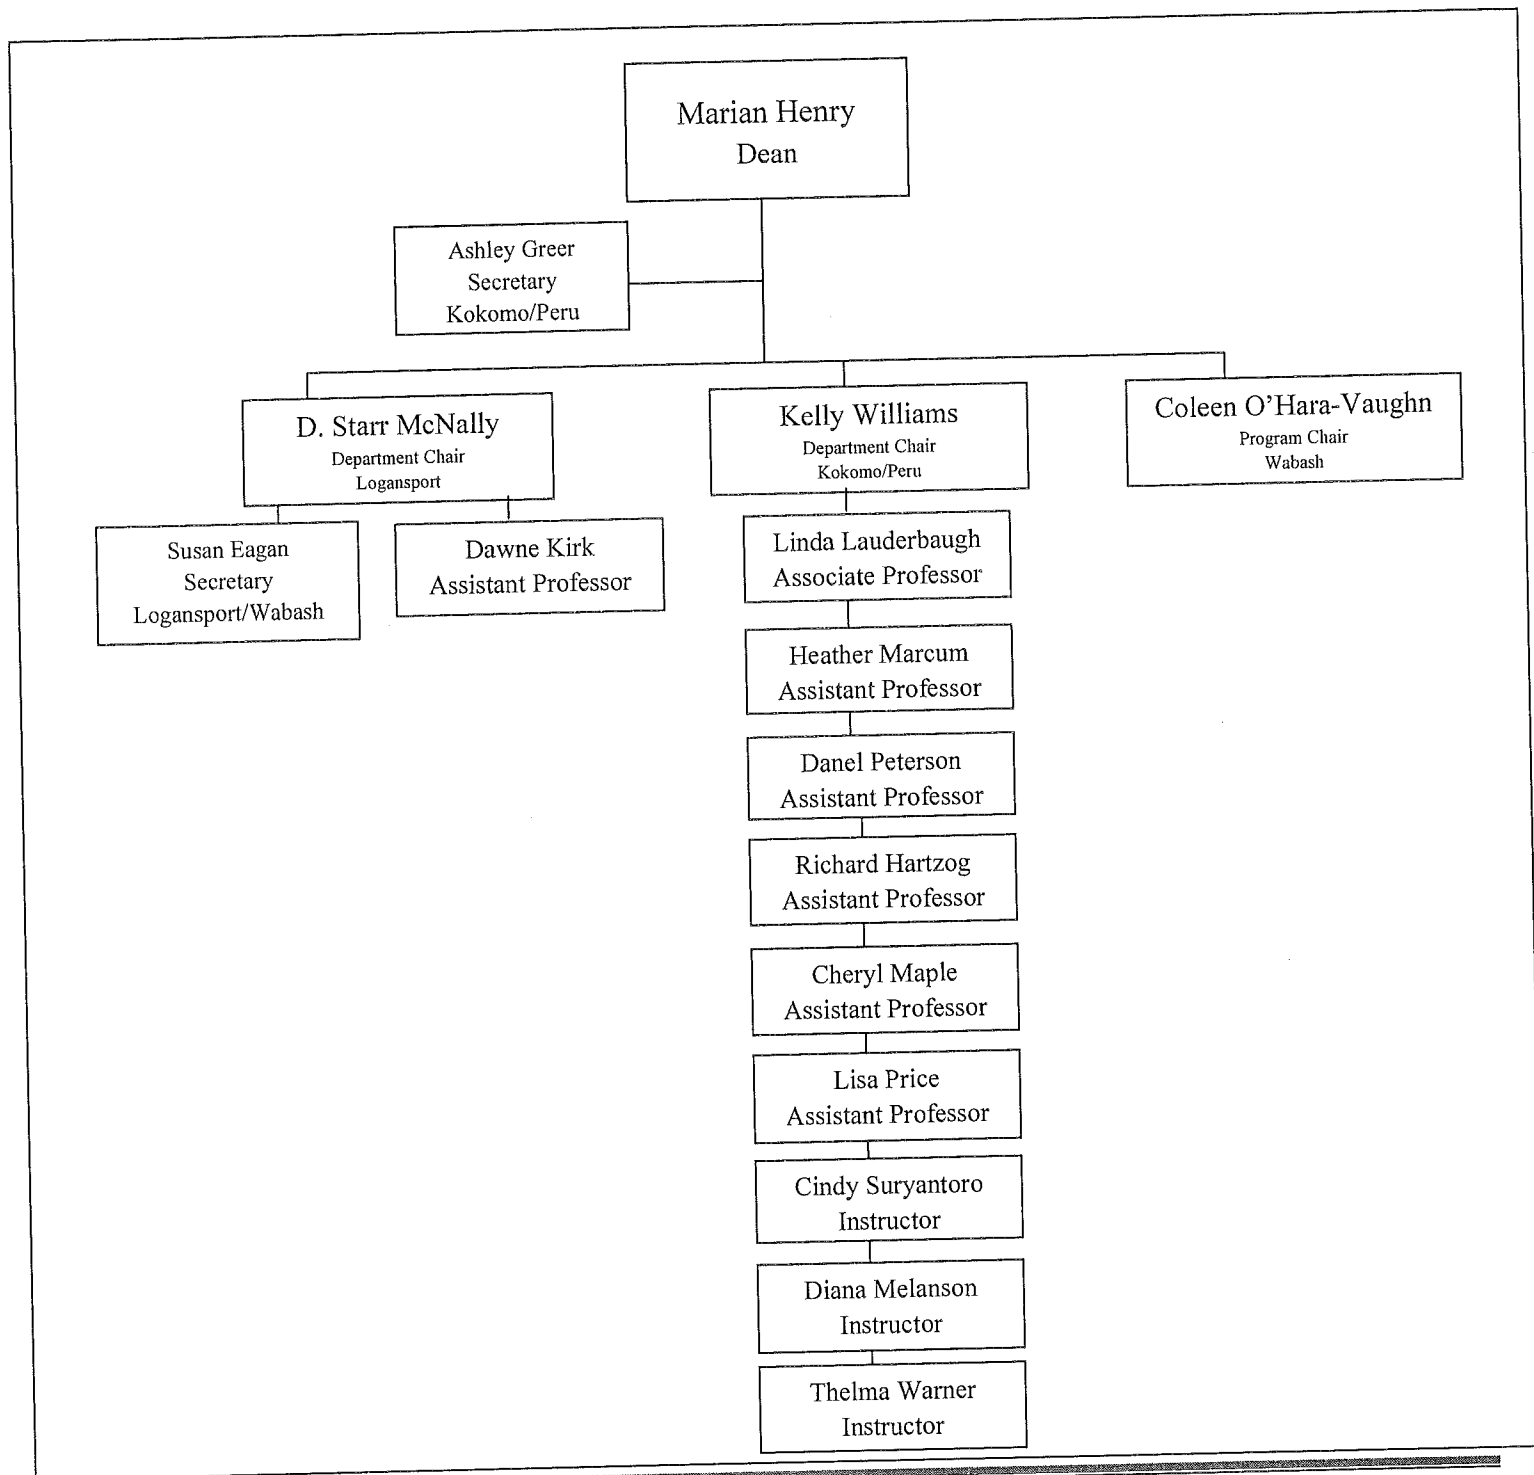 Marian Henry
Dean
Ashley Greer
Secretary
Kokomo/Peru
D. Starr McNally
Department Chair
Logansport
Kelly Williams
Department Chair
Kokomo/Peru
Coleen O'Hara-Vaughn
Program Chair
Wabash
Susan Eagan
Secretary
Logansport/Wabash
Dawne Kirk
Assistant Professor
Linda Lauderbaugh
Associate Professor
Heather Marcum
Assistant Professor
Danel Peterson
Assistant Professor
Richard Hartzog
Assistant Professor
Cheryl Maple
Assistant Professor
Lisa Price
Assistant Professor
Cindy Suryantoro
Instructor
Diana Melanson
Instructor
Thelma Warner
Instructor